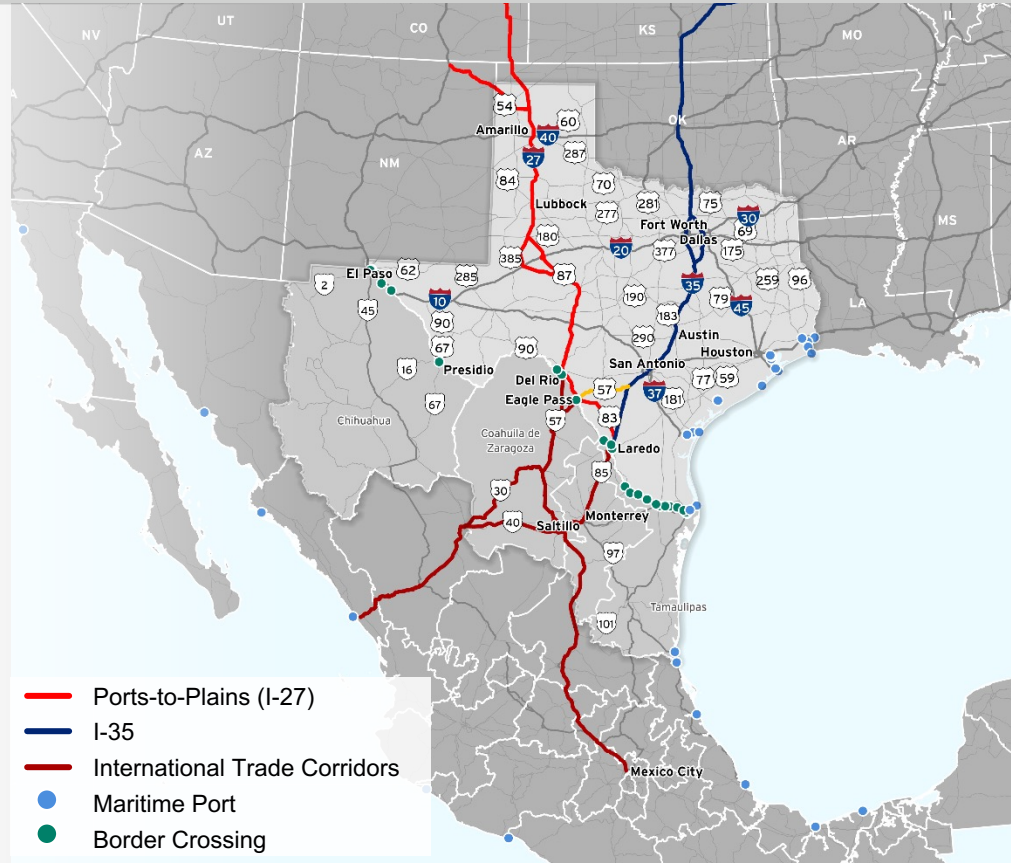 NV
UT
CO
KS
MO
IL
54
60
Amarillo
40
OK
AR
AZ
NM
27
287
84
70
Lubbock
277
281
75
30
MS
180
Fort Worth
69
Dallas
20
377
175
385
El Paso
62
285
87
259
96
2
35
10
190
79
45
LA
45
90
183
290
Austin
67
90
Houston
16
Presidio
San Antonio
Del Rio
57
37
77
59
67
Eagle Pass
181
Chihuahua
57
83
Coahuila de
Zaragoza
Laredo
85
30
40
Saltillo
Monterrey
97
101
Tamaulipas
Mexico City
Ports-to-Plains (I-27)
I-35
International Trade Corridors
Maritime Port
Border Crossing